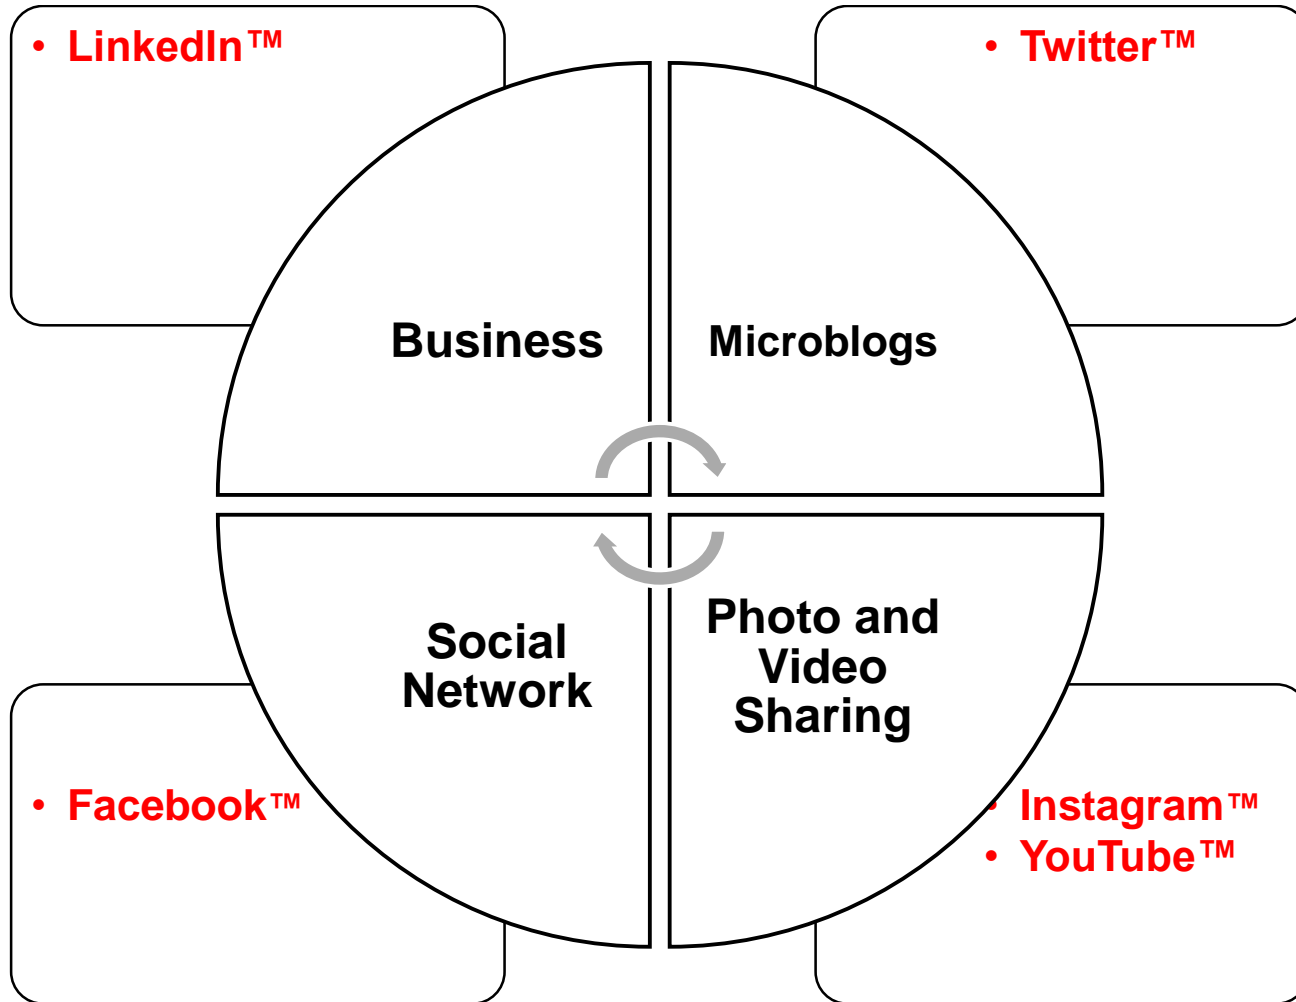 • LinkedIn™
• Twitter™
Business
Microblogs
Social
Network
Photo and
Video
Sharing
• Facebook™
• Instagram™
• YouTube™